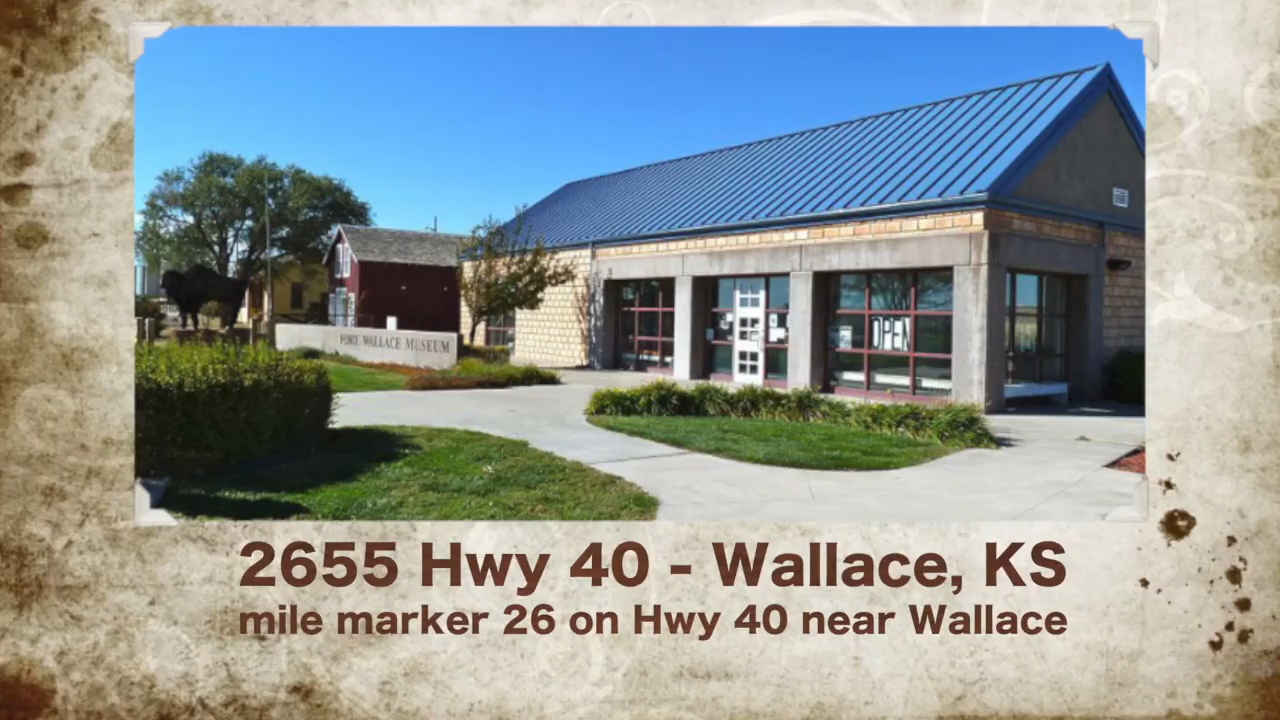 FORT WALLACE MUSEUM
OPEN
2655 Hwy 40 - Wallace, KS
mile marker 26 on Hwy 40 near Wallace